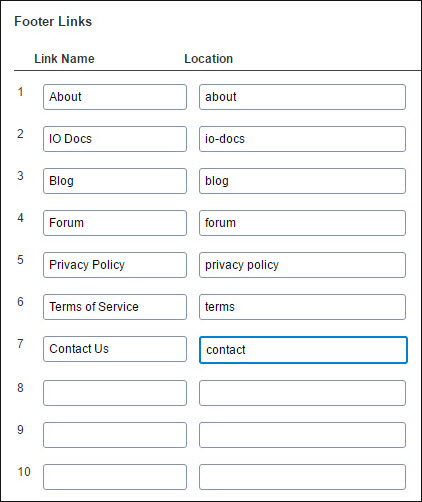 Footer Links
Link Name Location
1 About about
2 IO Docs io-docs
3 Blog blog
4 Forum forum
5 Privacy Policy privacy policy
6 Terms of Service terms
7 Contact Us contact
8
9
10